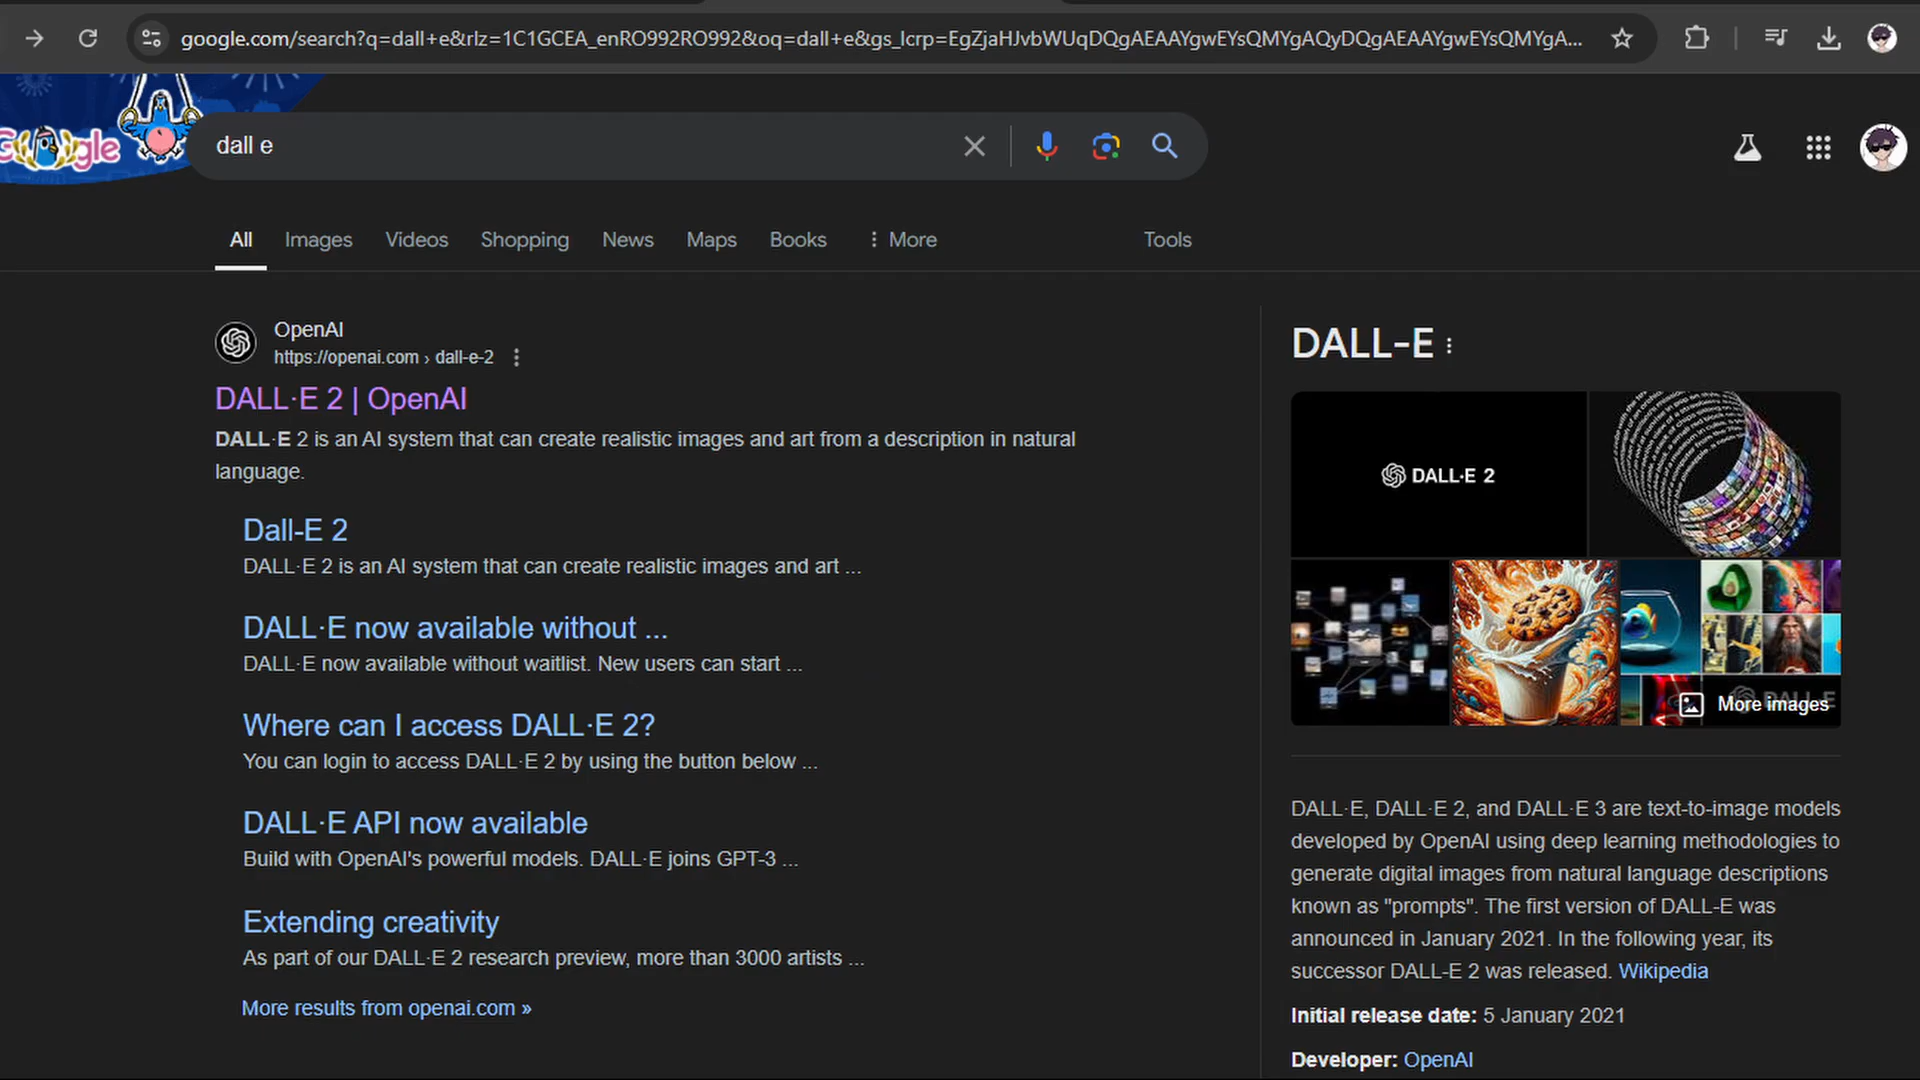 google.com/search?q=dall+e&rlz=1C1GCEA_enRO992RO992&oq=dall+e&gs_lcrp=EgZjaHJvbWUqDQgAEAAYgwEYsQMYgAQyDQgAEAAYgwEYsQMYgA...
Google
dall e
All Images Videos Shopping News Maps Books More Tools
OpenAI
https://openai.com › dall-e-2
DALL·E 2 | OpenAI
DALL·E 2 is an AI system that can create realistic images and art from a description in natural
language.
Dall-E 2
DALL·E 2 is an AI system that can create realistic images and art ...
DALL·E now available without ...
DALL·E now available without waitlist. New users can start ...
Where can I access DALL·E 2?
You can login to access DALL·E 2 by using the button below ...
DALL·E API now available
Build with OpenAI's powerful models. DALL·E joins GPT-3 ...
Extending creativity
As part of our DALL·E 2 research preview, more than 3000 artists ...
More results from openai.com »
DALL-E
DALL·E 2
More images
DALL·E, DALL·E 2, and DALL·E 3 are text-to-image models
developed by OpenAI using deep learning methodologies to
generate digital images from natural language descriptions
known as "prompts". The first version of DALL-E was
announced in January 2021. In the following year, its
successor DALL-E 2 was released. Wikipedia
Initial release date: 5 January 2021
Developer: OpenAI